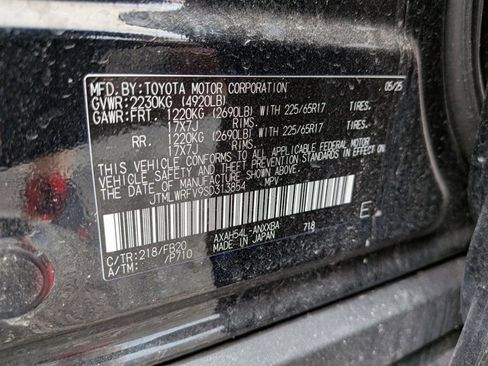 MFD. BY: TOYOTA MOTOR CORPORATION 05/25
GVWR: 2230KG (4920LB)
GAWR: FRT. 1220KG (2690LB) WITH 225/65R17 TIRES.
17X7J RIMS
RR. 1220KG (2690LB) WITH 225/65R17 TIRES.
17X7J RIMS
THIS VEHICLE CONFORMS TO ALL APPLICABLE FEDERAL MOTOR
VEHICLE SAFETY AND BUMPER STANDARDS IN EFFECT ON
THE DATE OF MANUFACTURE SHOWN ABOVE.
JTMLWRFV9SD313854 MPV
E
AXAH54L-ANXXBA 718
C/TR: 218/FB20 MADE IN JAPAN
A/TM: /P710